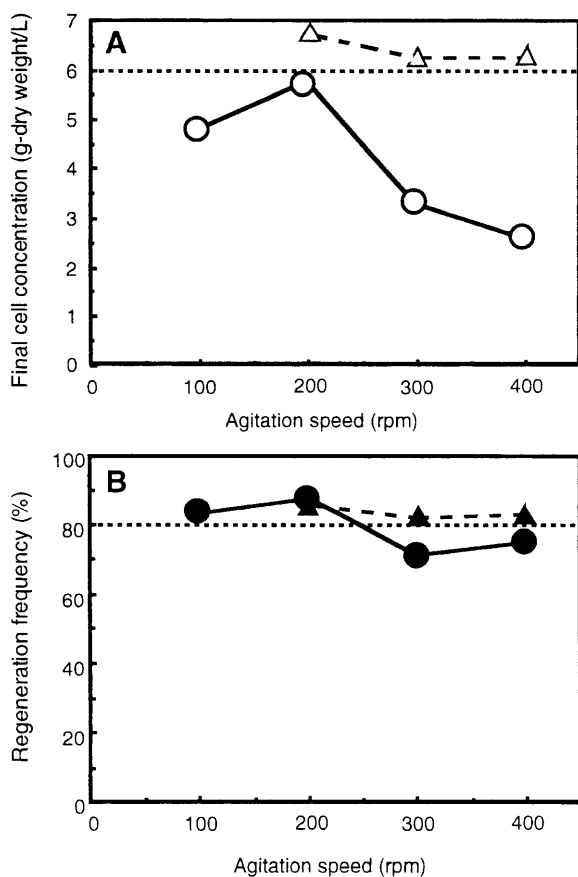 A
Final cell concentration (g-dry weight/L)
7
6
5
4
3
2
1
0
0 100 200 300 400
Agitation speed (rpm)
B
Regeneration frequency (%)
100
80
60
40
20
0
0 100 200 300 400
Agitation speed (rpm)